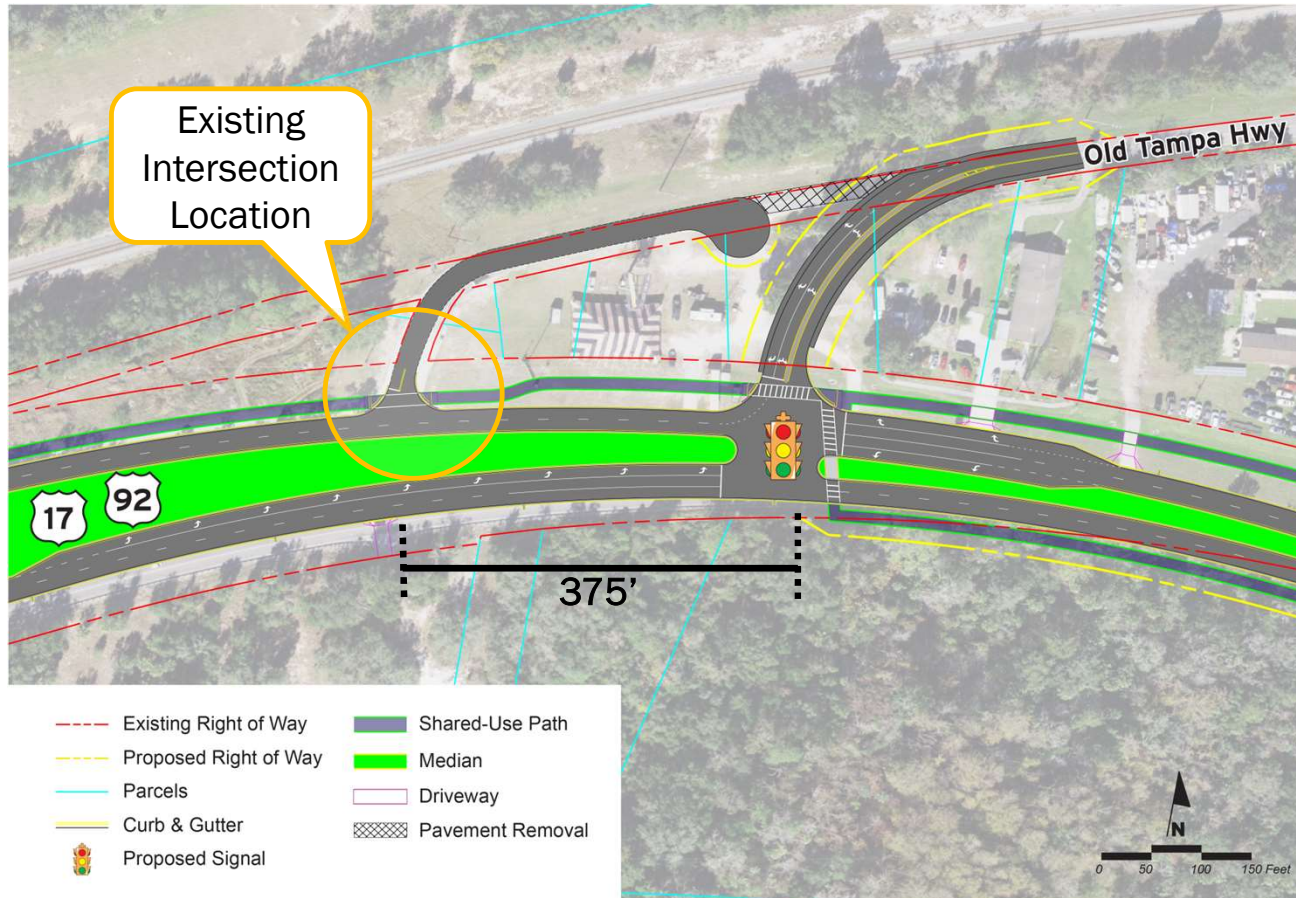 Existing
Intersection
Location
Old Tampa Hwy
17
92
375’
Existing Right of Way
Proposed Right of Way
Parcels
Curb & Gutter
Proposed Signal
Shared-Use Path
Median
Driveway
Pavement Removal
N
0 50 100 150 Feet